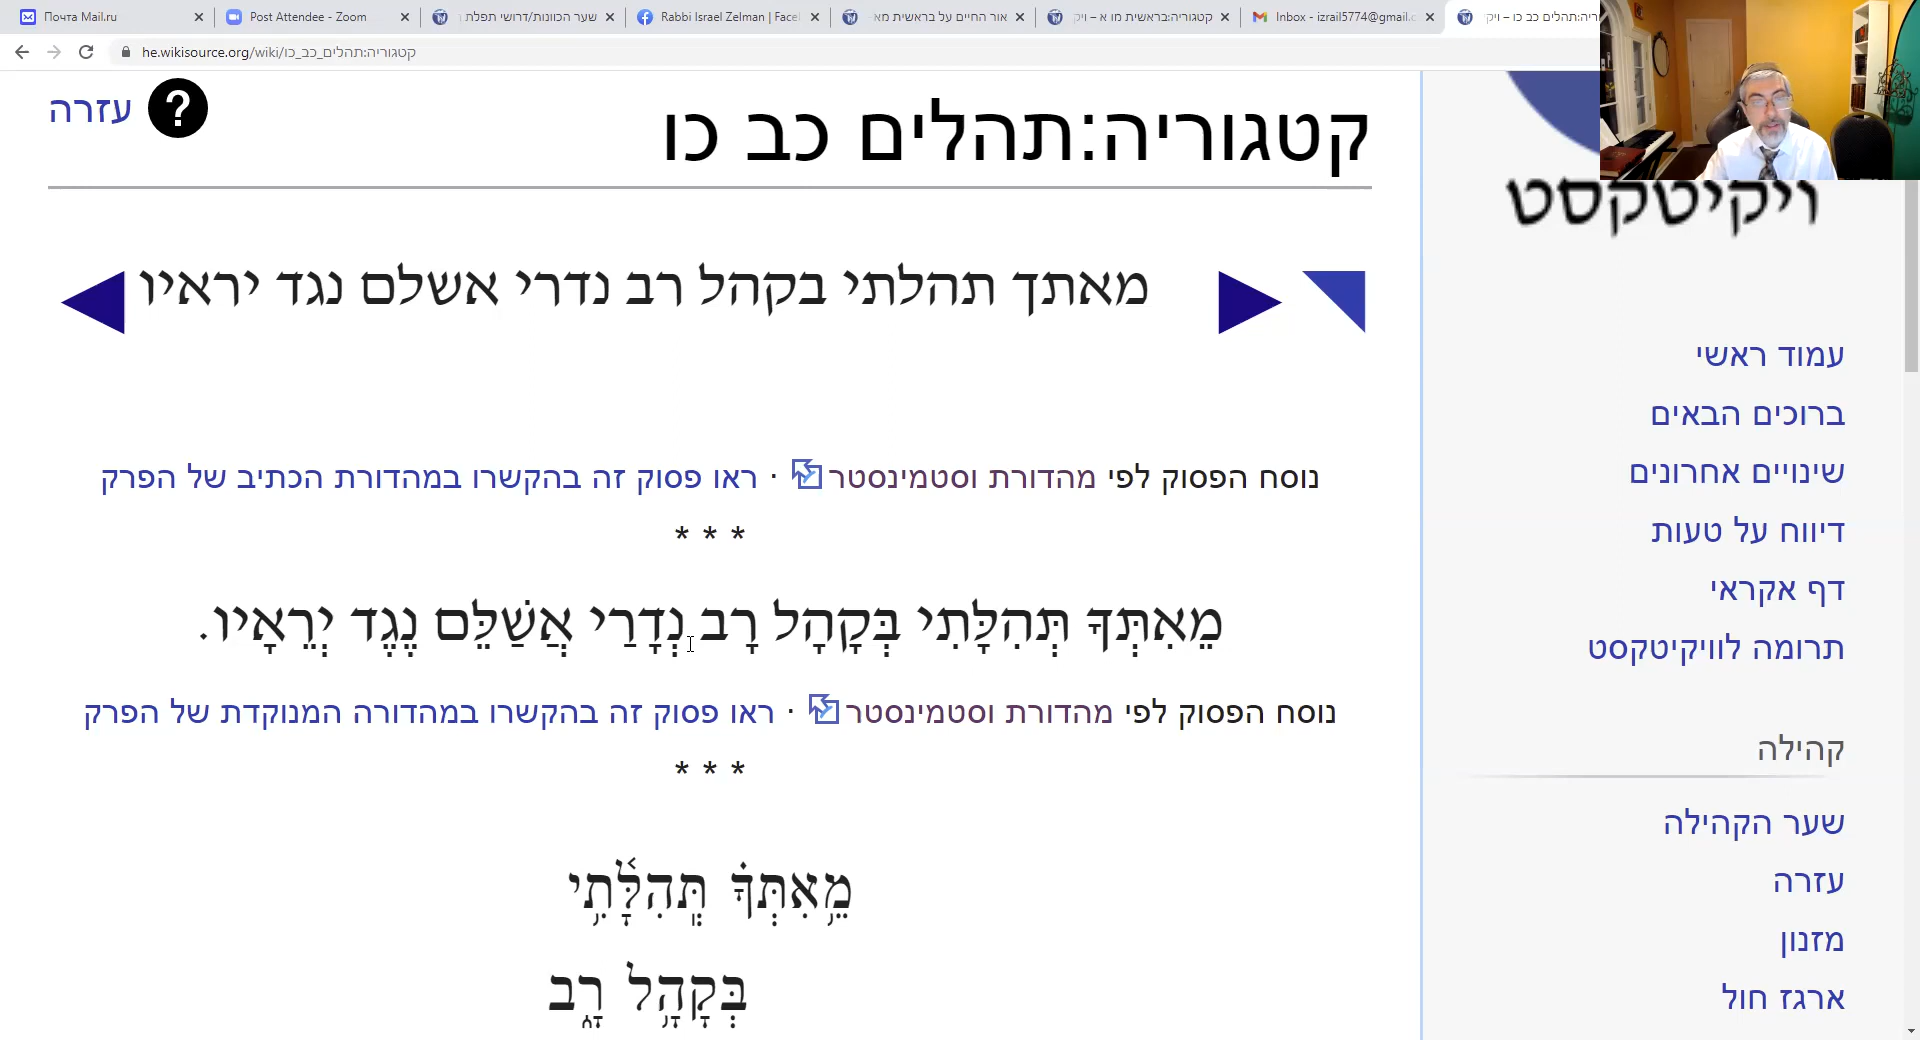 Почта Mail.ru
Post Attendee - Zoom
שער הכוונות/דרושי תפלת
Rabbi Israel Zelman | Face
אור החיים על בראשית מו א
קטגוריה:בראשית מו א – ויק
Inbox - izrail5774@gmail.c
תהלים כב כו – ויק
he.wikisource.org/wiki/קטגוריה:תהלים_כב_כו
עזרה
?
קטגוריה:תהלים כב כו
מאתך תהלתי בקהל רב נדרי אשלם נגד יראיו
נוסח הפסוק לפי מהדורת וסטמינסטר · ראו פסוק זה בהקשרו במהדורת הכתיב של הפרק
* * *
מֵאִתְּךָ תְּהִלָּתִי בְּקָהָל רָב נְדָרַי אֲשַׁלֵּם נֶגֶד יְרֵאָיו.
נוסח הפסוק לפי מהדורת וסטמינסטר · ראו פסוק זה בהקשרו במהדורה המנוקדת של הפרק
* * *
מֵ֥אִתְּךָ֗ תְּֽהִלָּ֫תִ֥י
בְּקָהָ֥ל רָ֑ב
ויקיטקסט
עמוד ראשי
ברוכים הבאים
שינויים אחרונים
דיווח על טעות
דף אקראי
תרומה לוויקיטקסט
קהילה
שער הקהילה
עזרה
מזנון
ארגז חול